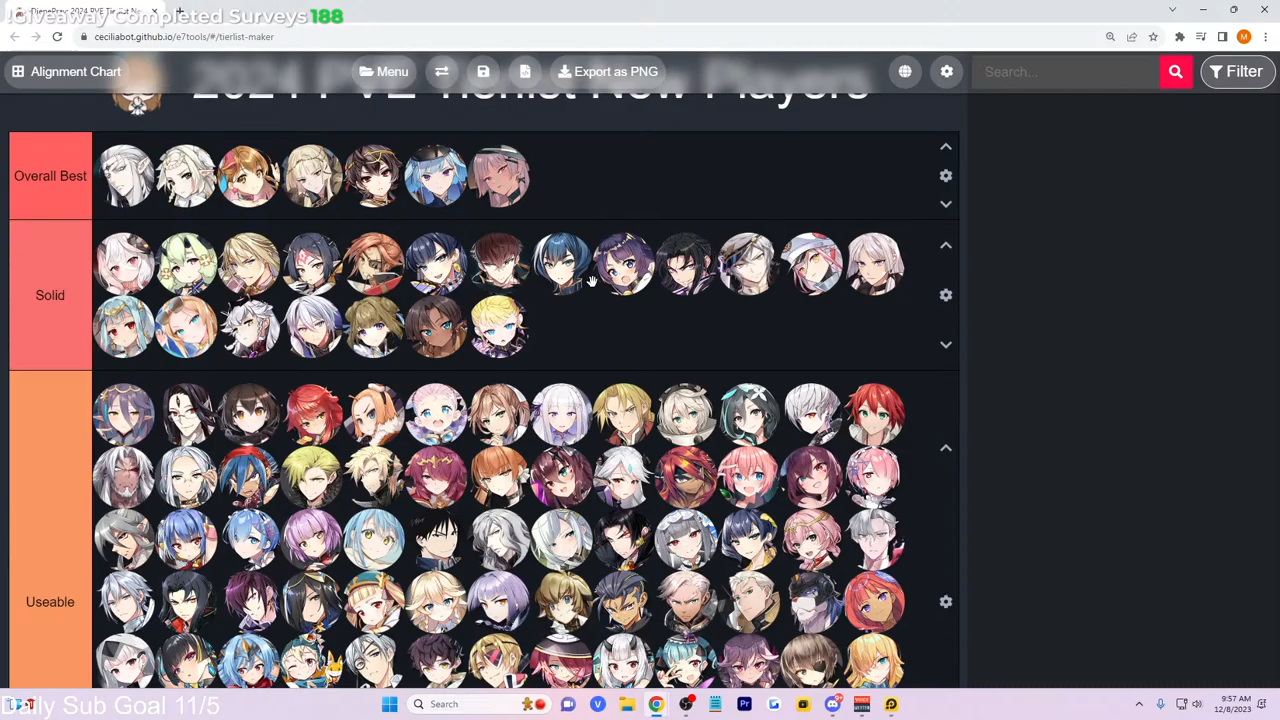 !Giveaway Completed Surveys 188
ceciliabot.github.io/e7tools/#/tierlist-maker
M
Alignment Chart
Menu
Export as PNG
Search...
Filter
2024 PVE Tierlist New Players
Overall Best
Solid
Useable
Daily Sub Goal 11/5
Search
V
Pr
9:57 AM
12/8/2023